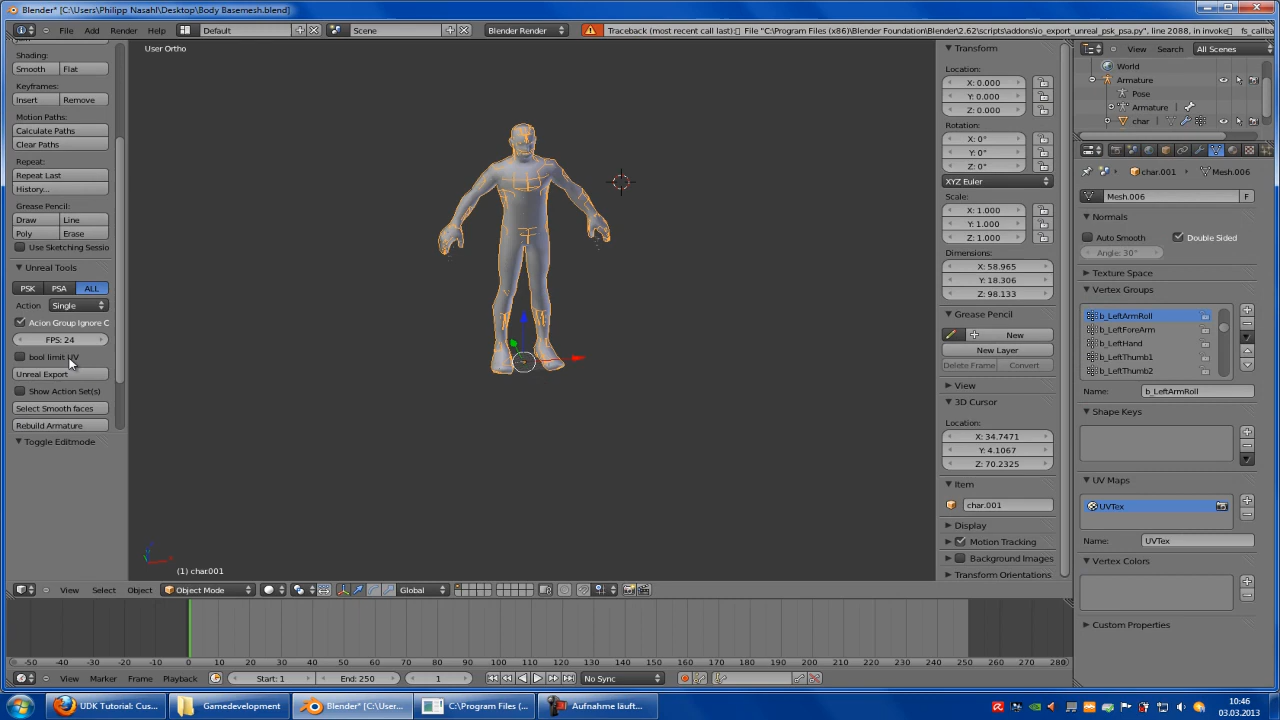 Blender* [C:\Users\Philipp Nasahl\Desktop\Body Basemesh.blend]
File Add Render Help Default Scene Blender Render Traceback (most recent call last): File "C:\Program Files (x86)\Blender Foundation\Blender\2.62\scripts\addons\io_export_unreal_psk_psa.py", line 2088, in invoke
Shading:
Smooth Flat
Keyframes:
Insert Remove
Motion Paths:
Calculate Paths
Clear Paths
Repeat:
Repeat Last
History...
Grease Pencil:
Draw Line
Poly Erase
Use Sketching Sessio
Unreal Tools
PSK PSA ALL
Action Single
Acion Group Ignore C
FPS: 24
bool limit UV
Unreal Export
Show Action Set(s)
Select Smooth faces
Rebuild Armature
Toggle Editmode
User Ortho
(1) char.001
Transform
Location:
X: 0.000
Y: 0.000
Z: 0.000
Rotation:
X: 0°
Y: 0°
Z: 0°
XYZ Euler
Scale:
X: 1.000
Y: 1.000
Z: 1.000
Dimensions:
X: 58.965
Y: 18.306
Z: 98.133
Grease Pencil
New
New Layer
Delete Frame Convert
View
3D Cursor
Location:
X: 34.7471
Y: 4.1067
Z: 70.2325
Item
char.001
Display
Motion Tracking
Background Images
Transform Orientations
View Search All Scenes
World
Armature
Pose
Armature
char
char.001 Mesh.006
Mesh.006 F
Normals
Auto Smooth Double Sided
Angle: 30°
Texture Space
Vertex Groups
b_LeftArmRoll
b_LeftForeArm
b_LeftHand
b_LeftThumb1
b_LeftThumb2
Name: b_LeftArmRoll
Shape Keys
UV Maps
UVTex
Name: UVTex
Vertex Colors
Custom Properties
View Select Object Object Mode Global
-50 -40 -30 -20 -10 0 10 20 30 40 50 60 70 80 90 100 110 120 130 140 150 160 170 180 190 200 210 220 230 240 250 260 270 280
View Marker Frame Playback Start: 1 End: 250 1 No Sync
UDK Tutorial: Cus... Gamedevelopment Blender* [C:\User... C:\Program Files (... Aufnahme läuft...
10:46
03.03.2013